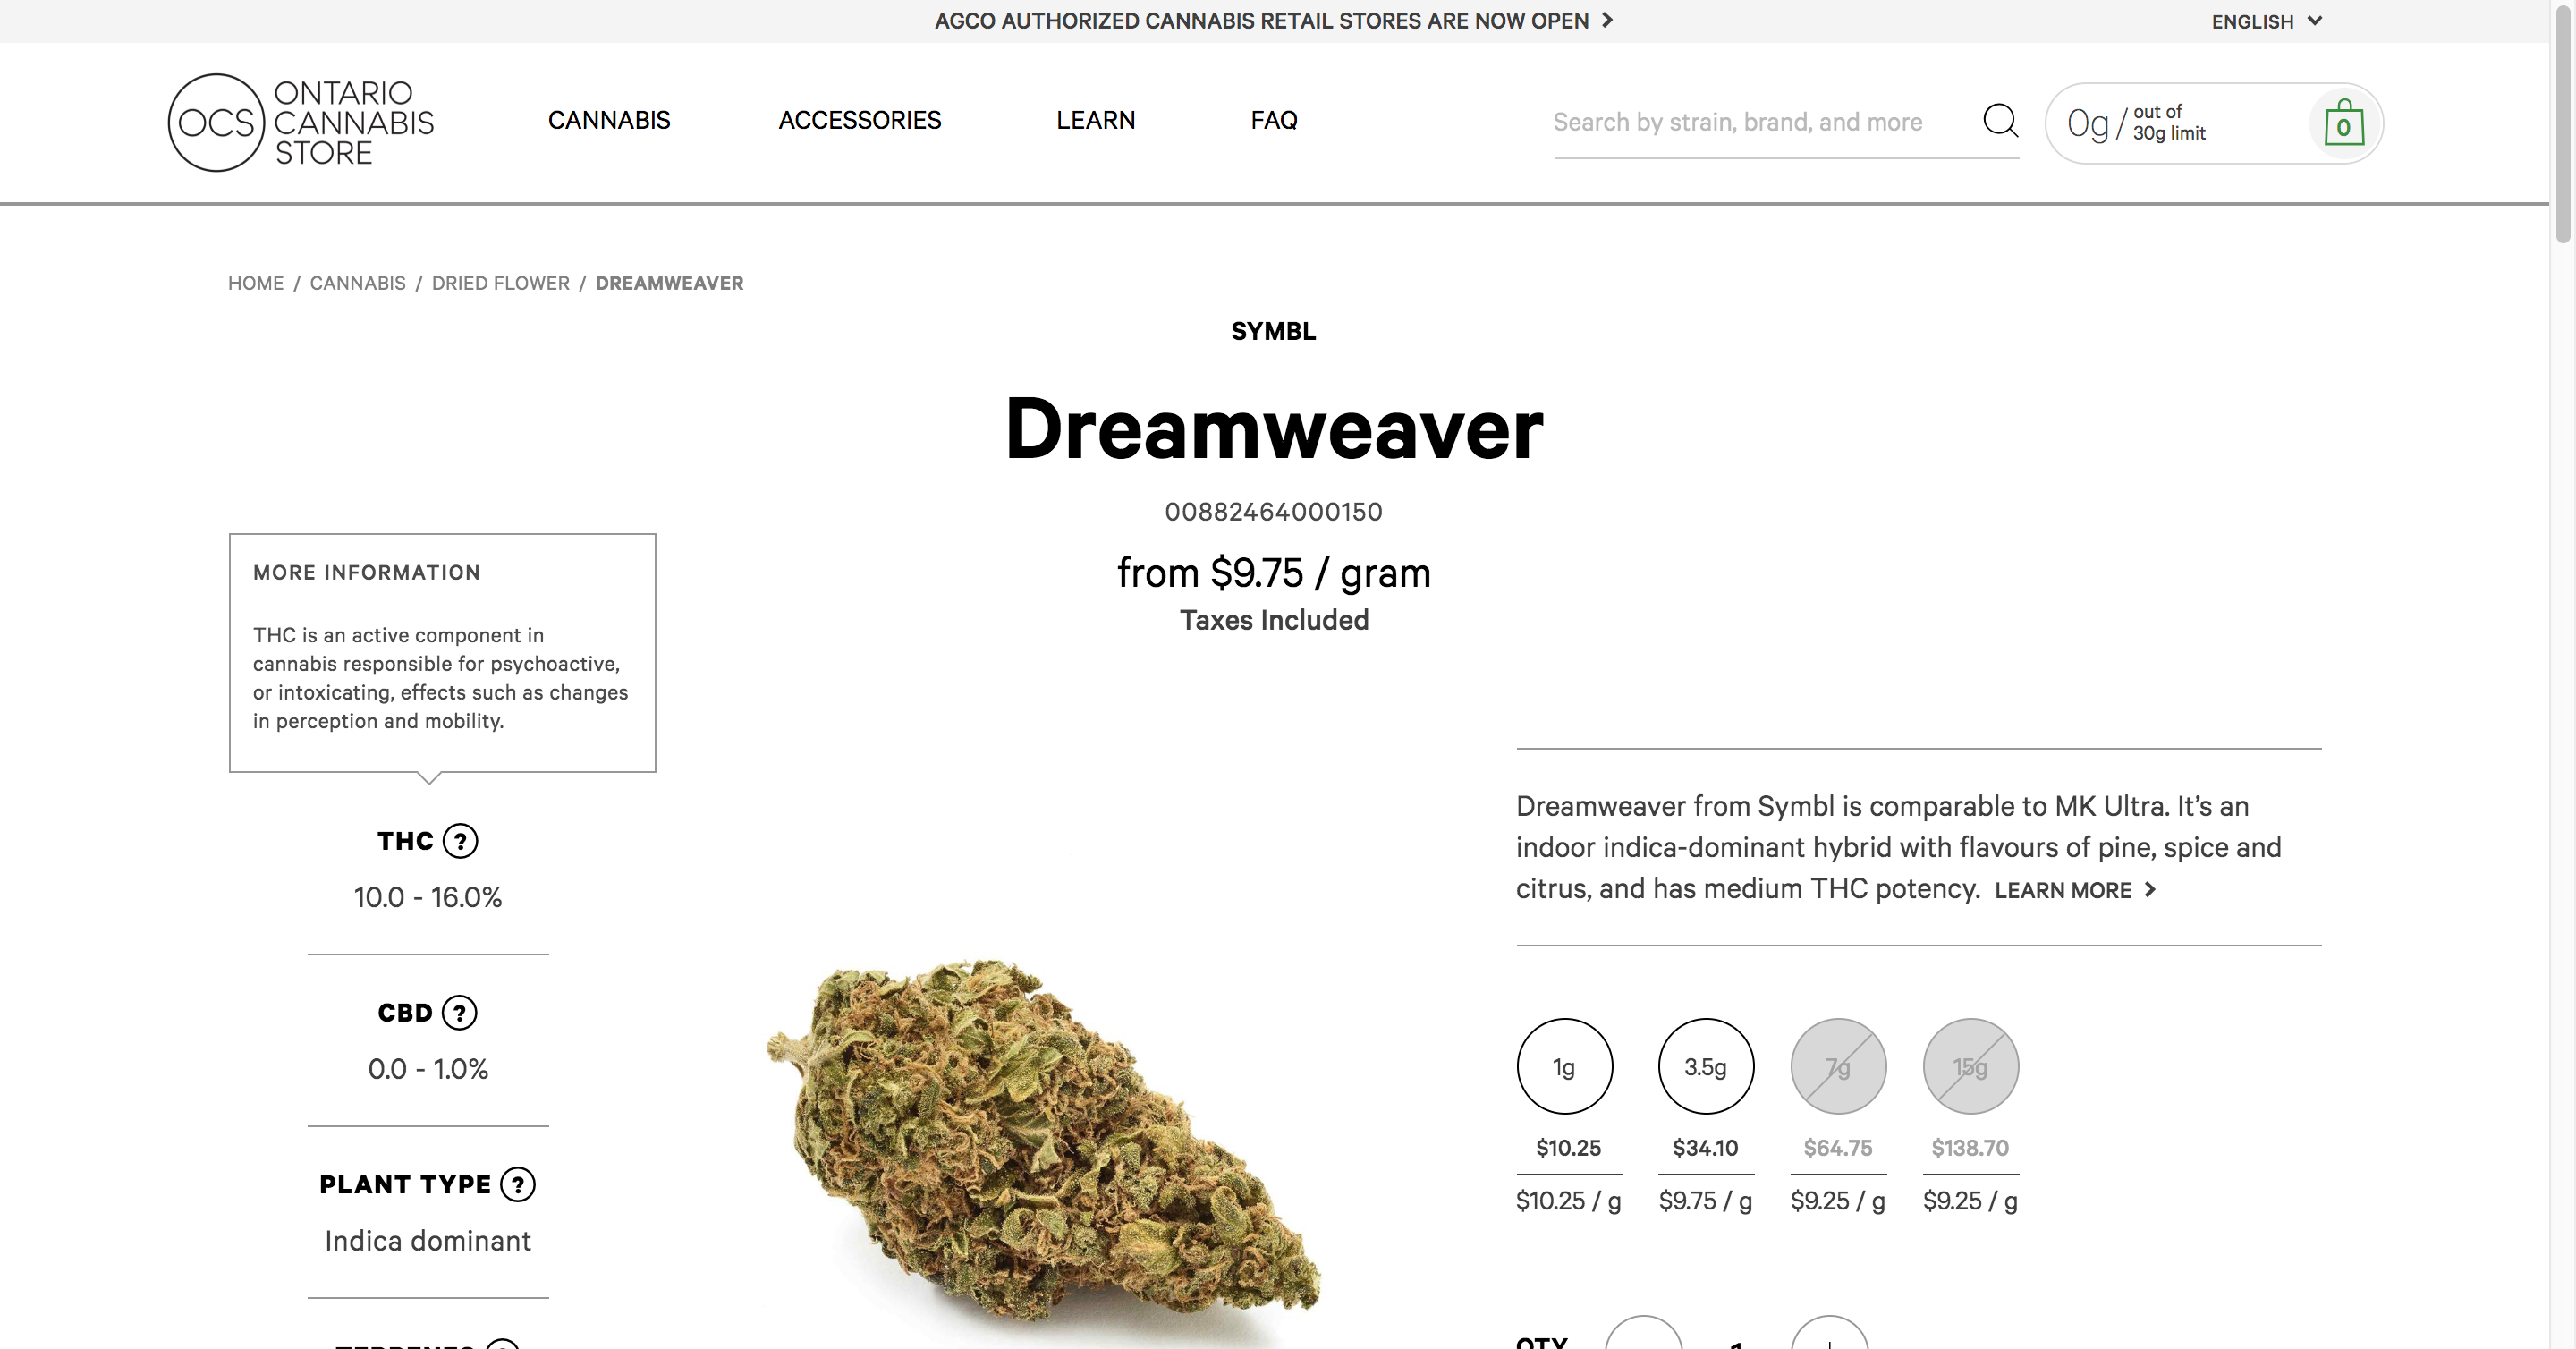 AGCO AUTHORIZED CANNABIS RETAIL STORES ARE NOW OPEN
ENGLISH
OCS
ONTARIO
CANNABIS
STORE
CANNABIS
ACCESSORIES
LEARN
FAQ
Search by strain, brand, and more
0g / out of
30g limit
0
HOME / CANNABIS / DRIED FLOWER / DREAMWEAVER
SYMBL
Dreamweaver
00882464000150
from $9.75 / gram
Taxes Included
MORE INFORMATION
THC is an active component in
cannabis responsible for psychoactive,
or intoxicating, effects such as changes
in perception and mobility.
THC ?
10.0 - 16.0%
CBD ?
0.0 - 1.0%
PLANT TYPE ?
Indica dominant
TERPENES
Dreamweaver from Symbl is comparable to MK Ultra. It’s an
indoor indica-dominant hybrid with flavours of pine, spice and
citrus, and has medium THC potency. LEARN MORE
1g 3.5g 7g 15g
$10.25 $34.10 $64.75 $138.70
$10.25 / g $9.75 / g $9.25 / g $9.25 / g
QTY 1